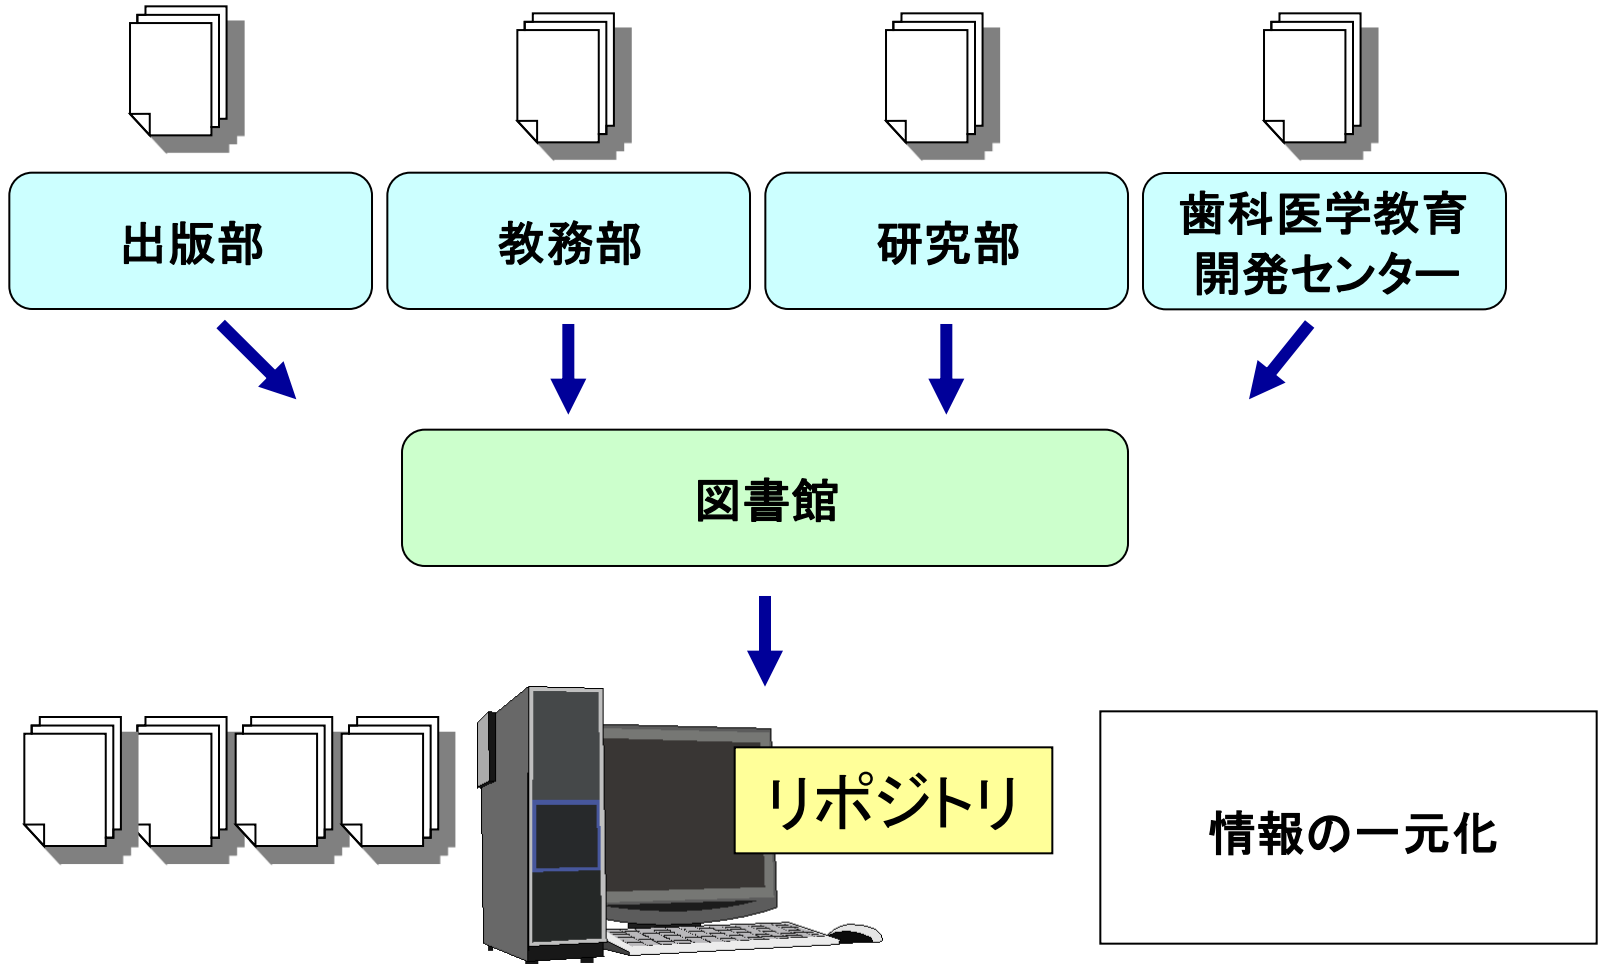 出版部
教務部
研究部
歯科医学教育
開発センター
図書館
リポジトリ
情報の一元化